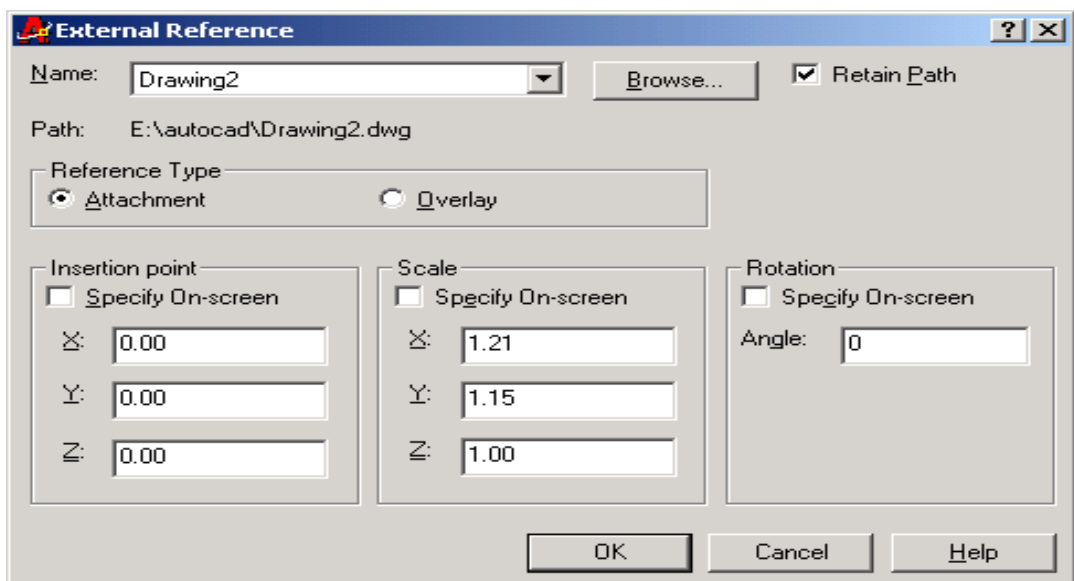 External Reference
Name: Drawing2 Browse... Retain Path
Path: E:\autocad\Drawing2.dwg
Reference Type
Attachment Overlay
Insertion point Scale Rotation
Specify On-screen Specify On-screen Specify On-screen
X: 0.00 X: 1.21 Angle: 0
Y: 0.00 Y: 1.15
Z: 0.00 Z: 1.00
OK Cancel Help